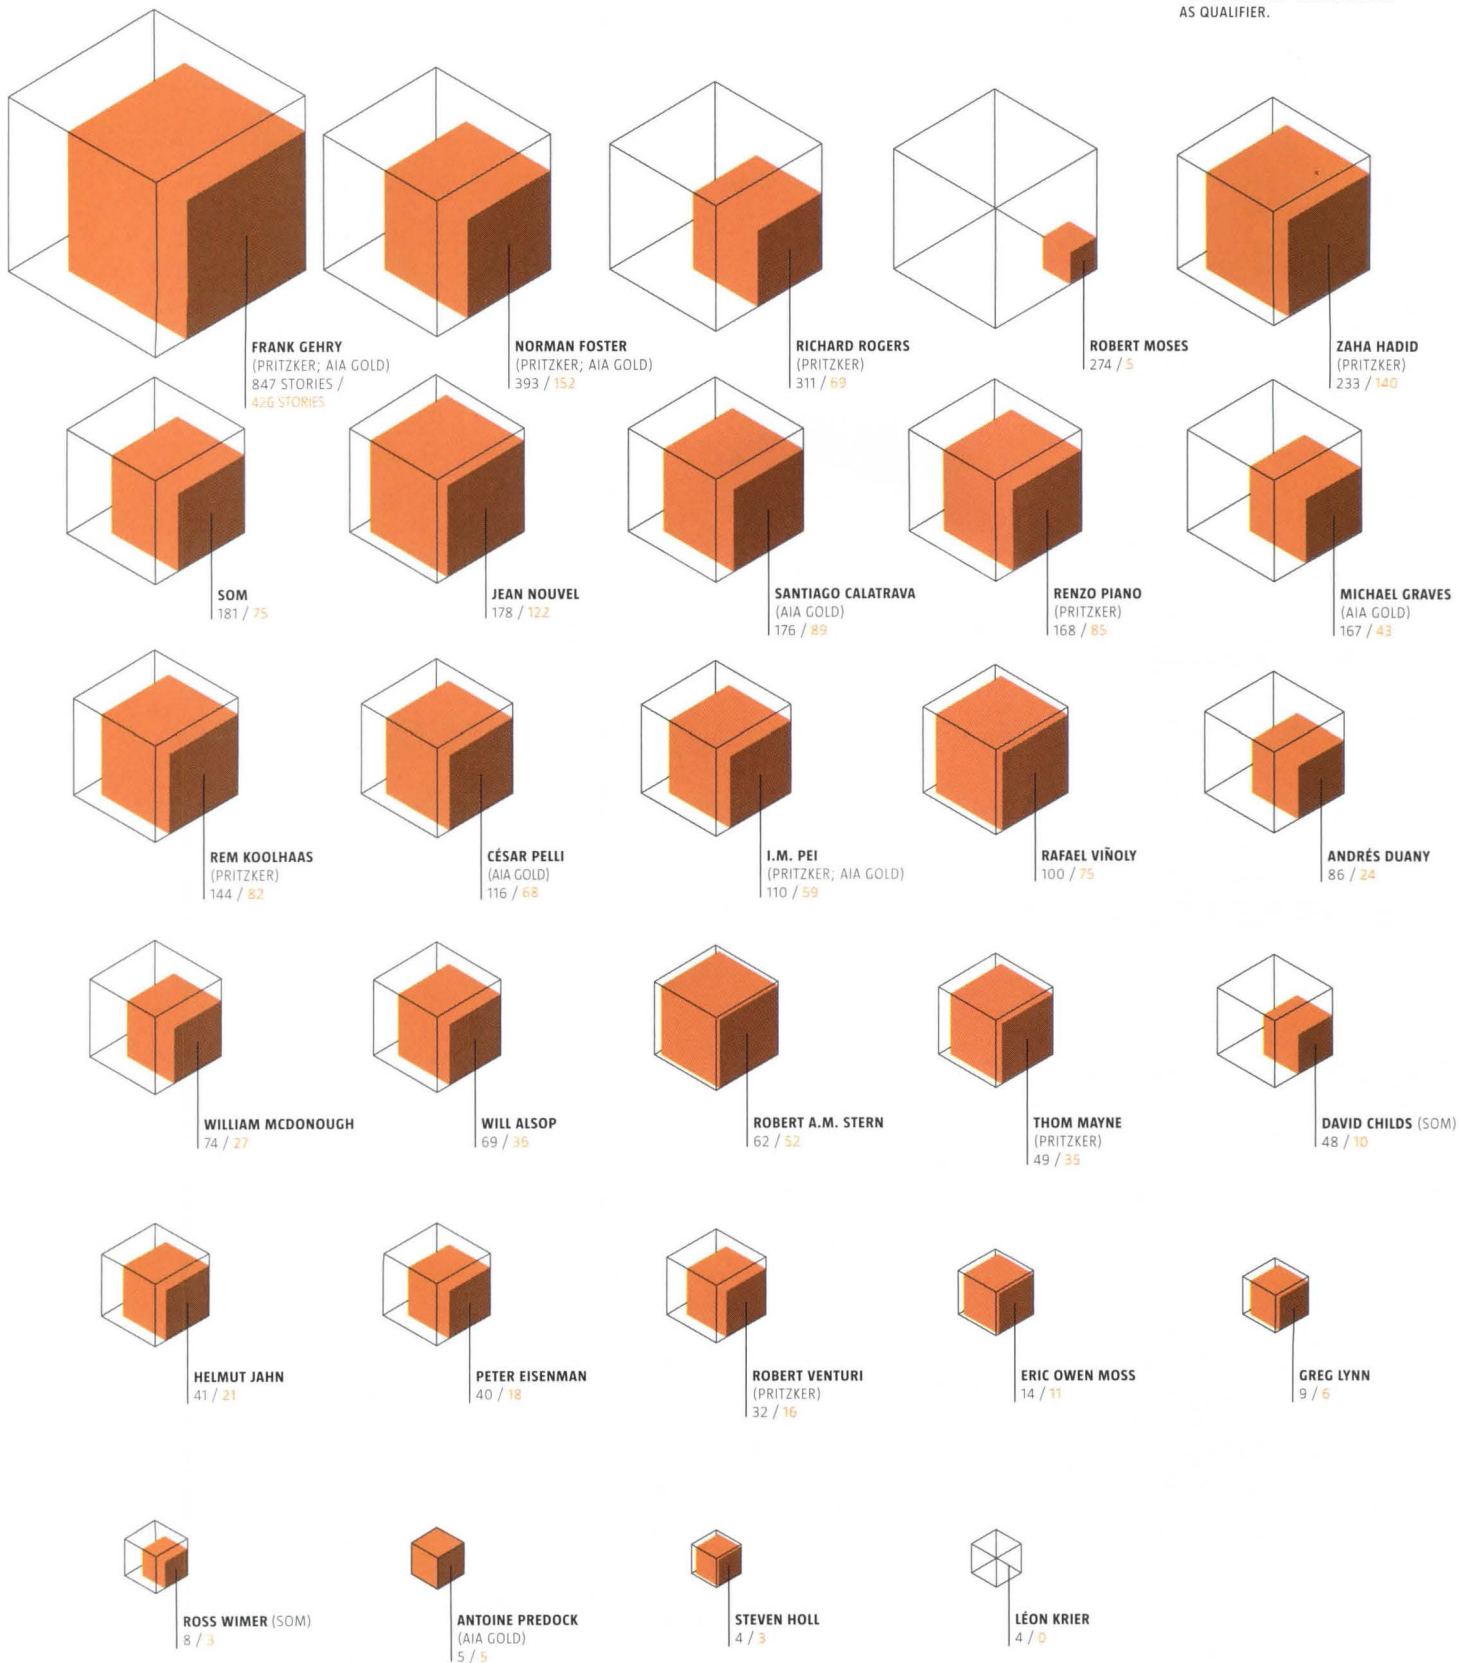 AS QUALIFIER.
FRANK GEHRY
(PRITZKER; AIA GOLD)
847 STORIES /
426 STORIES
NORMAN FOSTER
(PRITZKER; AIA GOLD)
393 / 152
RICHARD ROGERS
(PRITZKER)
311 / 69
ROBERT MOSES
274 / 5
ZAHA HADID
(PRITZKER)
233 / 140
SOM
181 / 75
JEAN NOUVEL
178 / 122
SANTIAGO CALATRAVA
(AIA GOLD)
176 / 89
RENZO PIANO
(PRITZKER)
168 / 85
MICHAEL GRAVES
(AIA GOLD)
167 / 43
REM KOOLHAAS
(PRITZKER)
144 / 82
CÉSAR PELLI
(AIA GOLD)
116 / 68
I.M. PEI
(PRITZKER; AIA GOLD)
110 / 59
RAFAEL VIÑOLY
100 / 75
ANDRÉS DUANY
86 / 24
WILLIAM MCDONOUGH
74 / 27
WILL ALSOP
69 / 36
ROBERT A.M. STERN
62 / 52
THOM MAYNE
(PRITZKER)
49 / 35
DAVID CHILDS (SOM)
48 / 10
HELMUT JAHN
41 / 21
PETER EISENMAN
40 / 18
ROBERT VENTURI
(PRITZKER)
32 / 16
ERIC OWEN MOSS
14 / 11
GREG LYNN
9 / 6
ROSS WIMER (SOM)
8 / 3
ANTOINE PREDOCK
(AIA GOLD)
5 / 5
STEVEN HOLL
4 / 3
LÉON KRIER
4 / 0